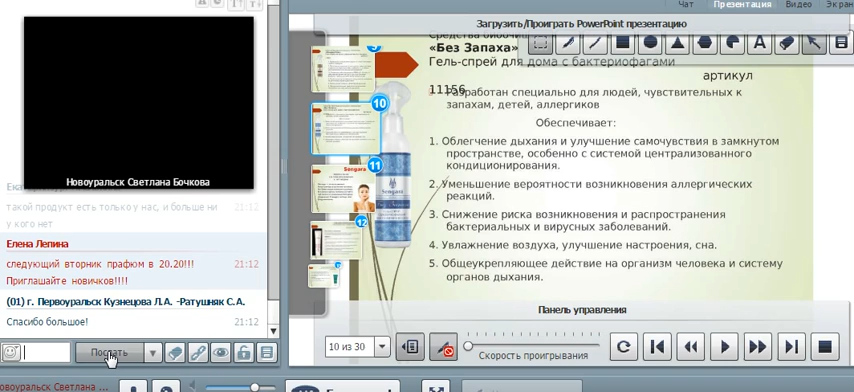 Чат Презентация Видео Экран
Загрузить/Проиграть PowerPoint презентацию
Новоуральск Светлана Бочкова
такой продукт есть только у нас, и больше ни 21:12
у кого нет
Елена Лепина
следующий вторник прафюм в 20.20!!! 21:12
Приглашайте новичков!!!!
(01) г. Первоуральск Кузнецова Л.А. -Ратушняк С.А.
Спасибо большое! 21:12
Послать
10
11
12
Sengara
«Без Запаха»
Гель-спрей для дома с бактериофагами
артикул
11156
Разработан специально для людей, чувствительных к
запахам, детей, аллергиков
Обеспечивает:
1. Облегчение дыхания и улучшение самочувствия в замкнутом
пространстве, особенно с системой централизованного
кондиционирования.
2. Уменьшение вероятности возникновения аллергических
реакций.
3. Снижение риска возникновения и распространения
бактериальных и вирусных заболеваний.
4. Увлажнение воздуха, улучшение настроения, сна.
5. Общеукрепляющее действие на организм человека и систему
органов дыхания.
Панель управления
10 из 30
Скорость проигрывания
овоуральск Светлана ...